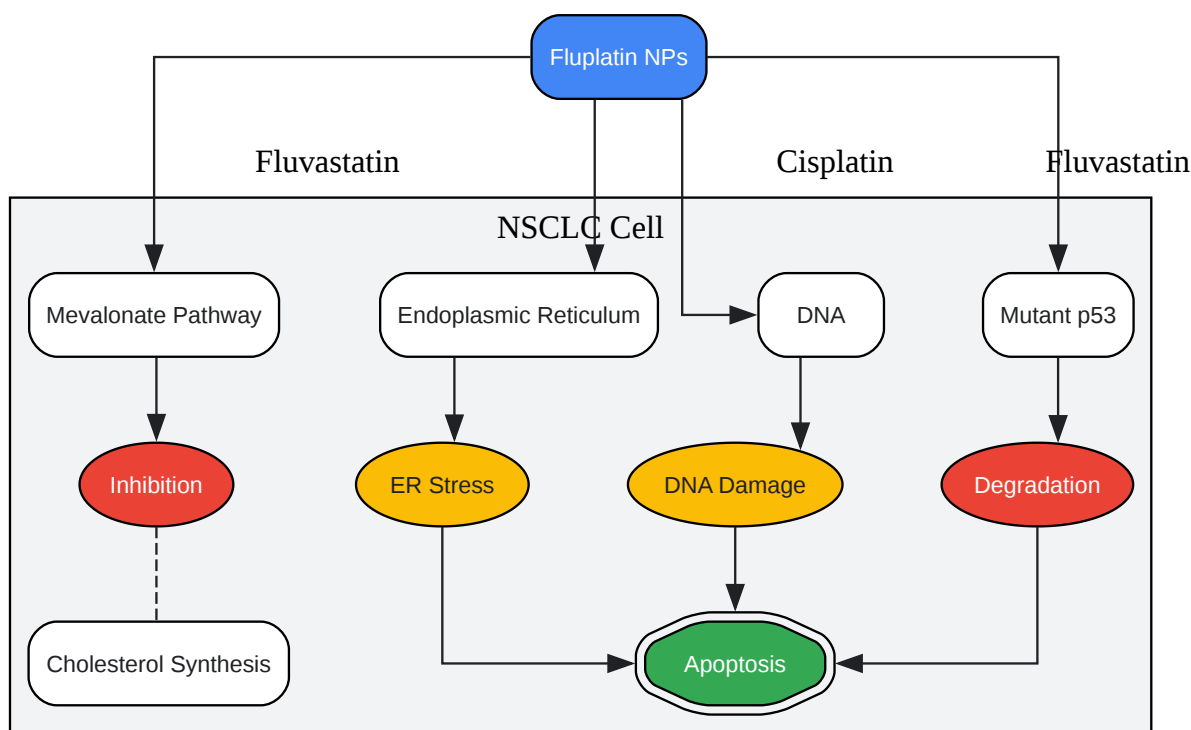 Fluplatin NPs
Fluvastatin
Cisplatin
Fluvastatin
NSCLC Cell
Mevalonate Pathway
Endoplasmic Reticulum
DNA
Mutant p53
Inhibition
ER Stress
DNA Damage
Degradation
Cholesterol Synthesis
Apoptosis